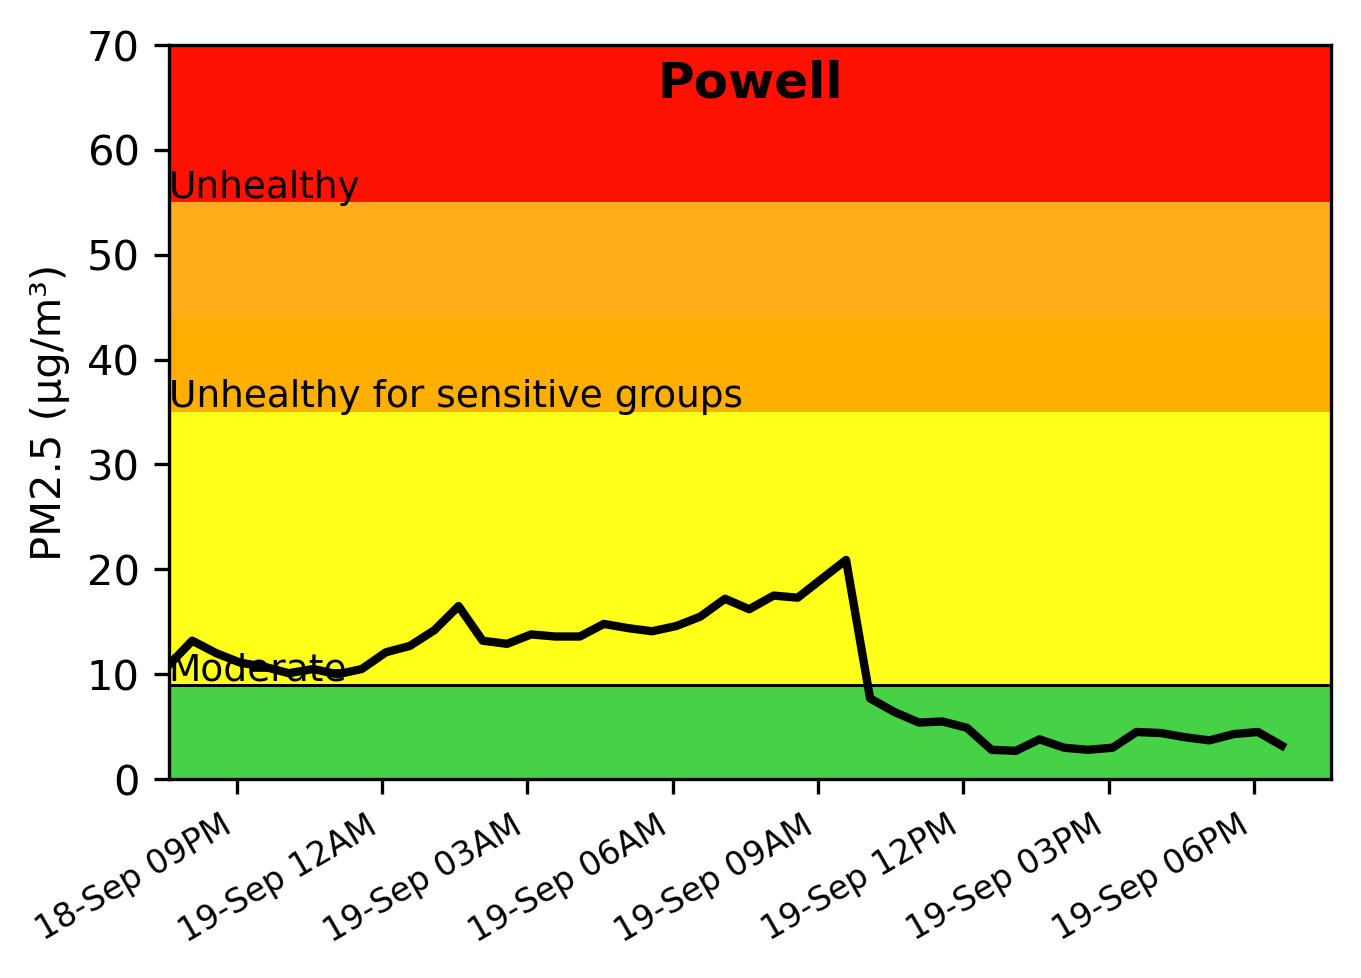 Powell
70
60
50
40
30
20
10
0
PM2.5 (µg/m³)
Unhealthy
Unhealthy for sensitive groups
Moderate
18-Sep 09PM
19-Sep 12AM
19-Sep 03AM
19-Sep 06AM
19-Sep 09AM
19-Sep 12PM
19-Sep 03PM
19-Sep 06PM